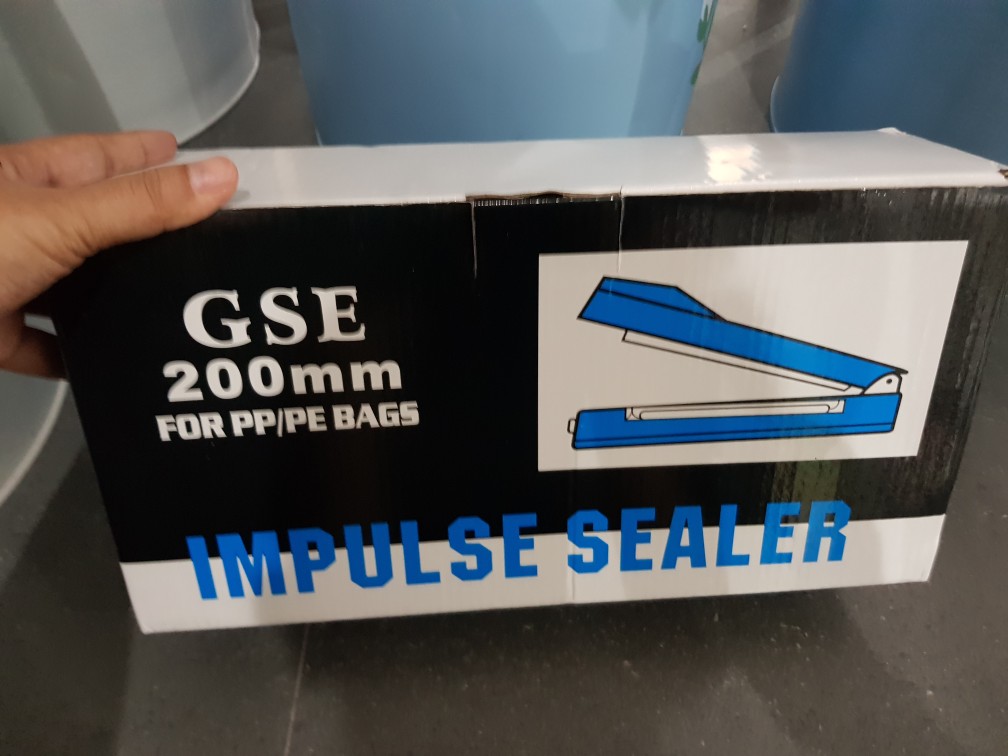 GSE
200mm
FOR PP/PE BAGS
IMPULSE SEALER